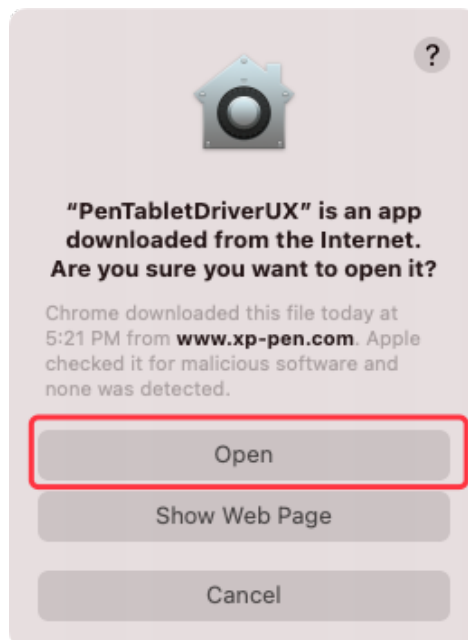 ?
“PenTabletDriverUX” is an app
downloaded from the Internet.
Are you sure you want to open it?
Chrome downloaded this file today at
5:21 PM from www.xp-pen.com. Apple
checked it for malicious software and
none was detected.
Open
Show Web Page
Cancel